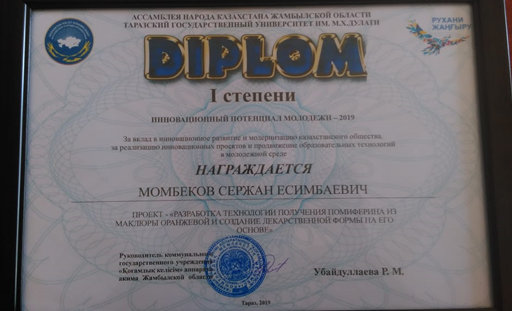 АССАМБЛЕЯ НАРОДА КАЗАХСТАНА ЖАМБЫЛСКОЙ ОБЛАСТИ
ТАРАЗСКИЙ ГОСУДАРСТВЕННЫЙ УНИВЕРСИТЕТ ИМ. М.Х.ДУЛАТИ
РУХАНИ
ЖАҢҒЫРУ
DIPLOM
I степени
ИННОВАЦИОННЫЙ ПОТЕНЦИАЛ МОЛОДЕЖИ – 2019
За вклад в инновационное развитие и модернизацию казахстанского общества,
за реализацию инновационных проектов и продвижение образовательных технологий
в молодежной среде
НАГРАЖДАЕТСЯ
МОМБЕКОВ СЕРЖАН ЕСИМБАЕВИЧ
ПРОЕКТ - «РАЗРАБОТКА ТЕХНОЛОГИИ ПОЛУЧЕНИЯ ПОМИФЕРИНА ИЗ
МАКЛЮРЫ ОРАНЖЕВОЙ И СОЗДАНИЕ ЛЕКАРСТВЕННОЙ ФОРМЫ НА ЕГО
ОСНОВЕ»
Руководитель коммунального
государственного учреждения
«Қоғамдық келісім» аппарата
акима Жамбылской области
Убайдуллаева Р. М.
Тараз, 2019